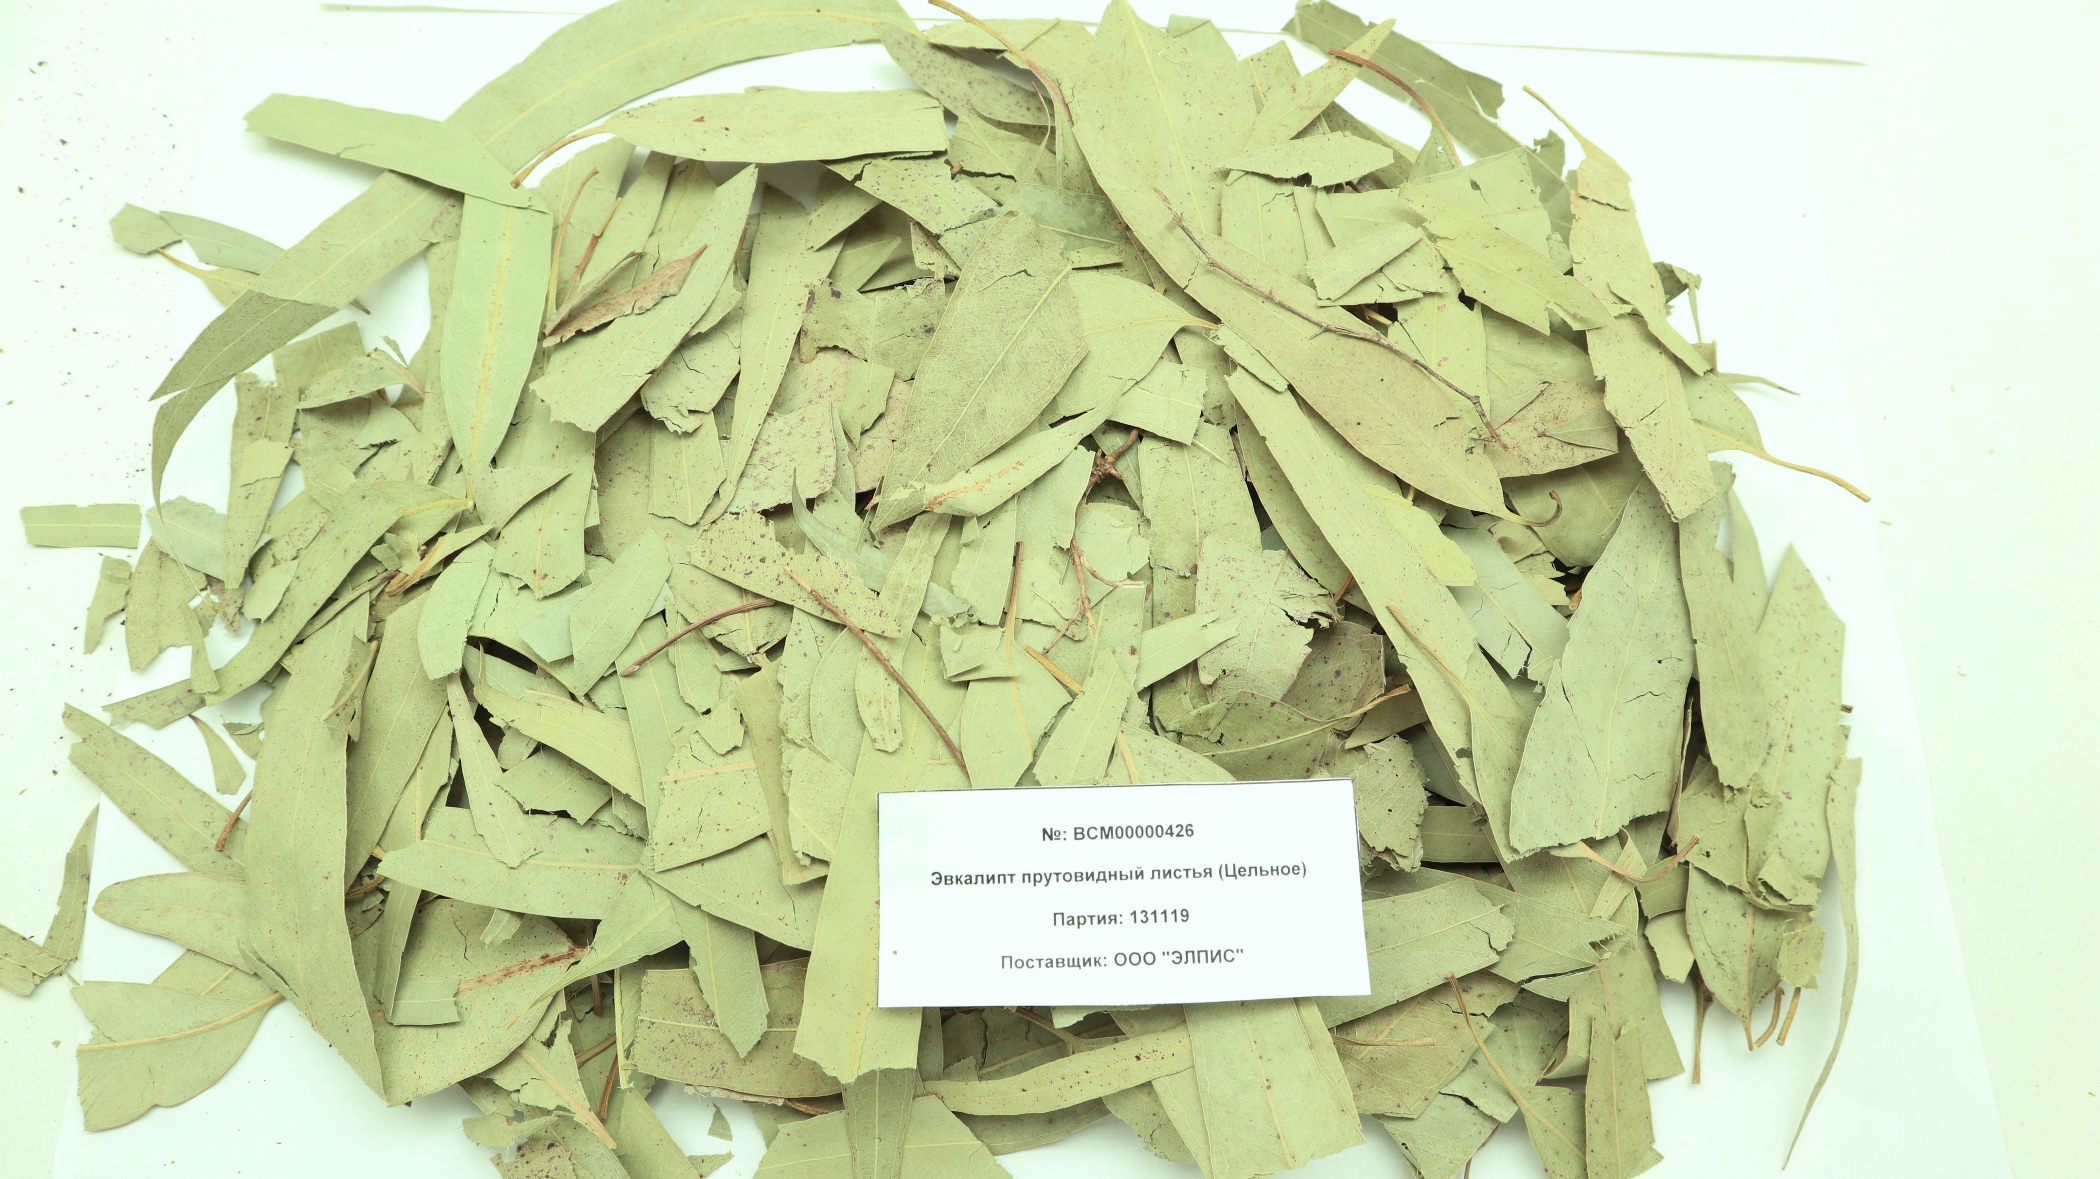 №: BCM00000426
Эвкалипт прутовидный листья (Цельное)
Партия: 131119
Поставщик: ООО "ЭЛПИС"